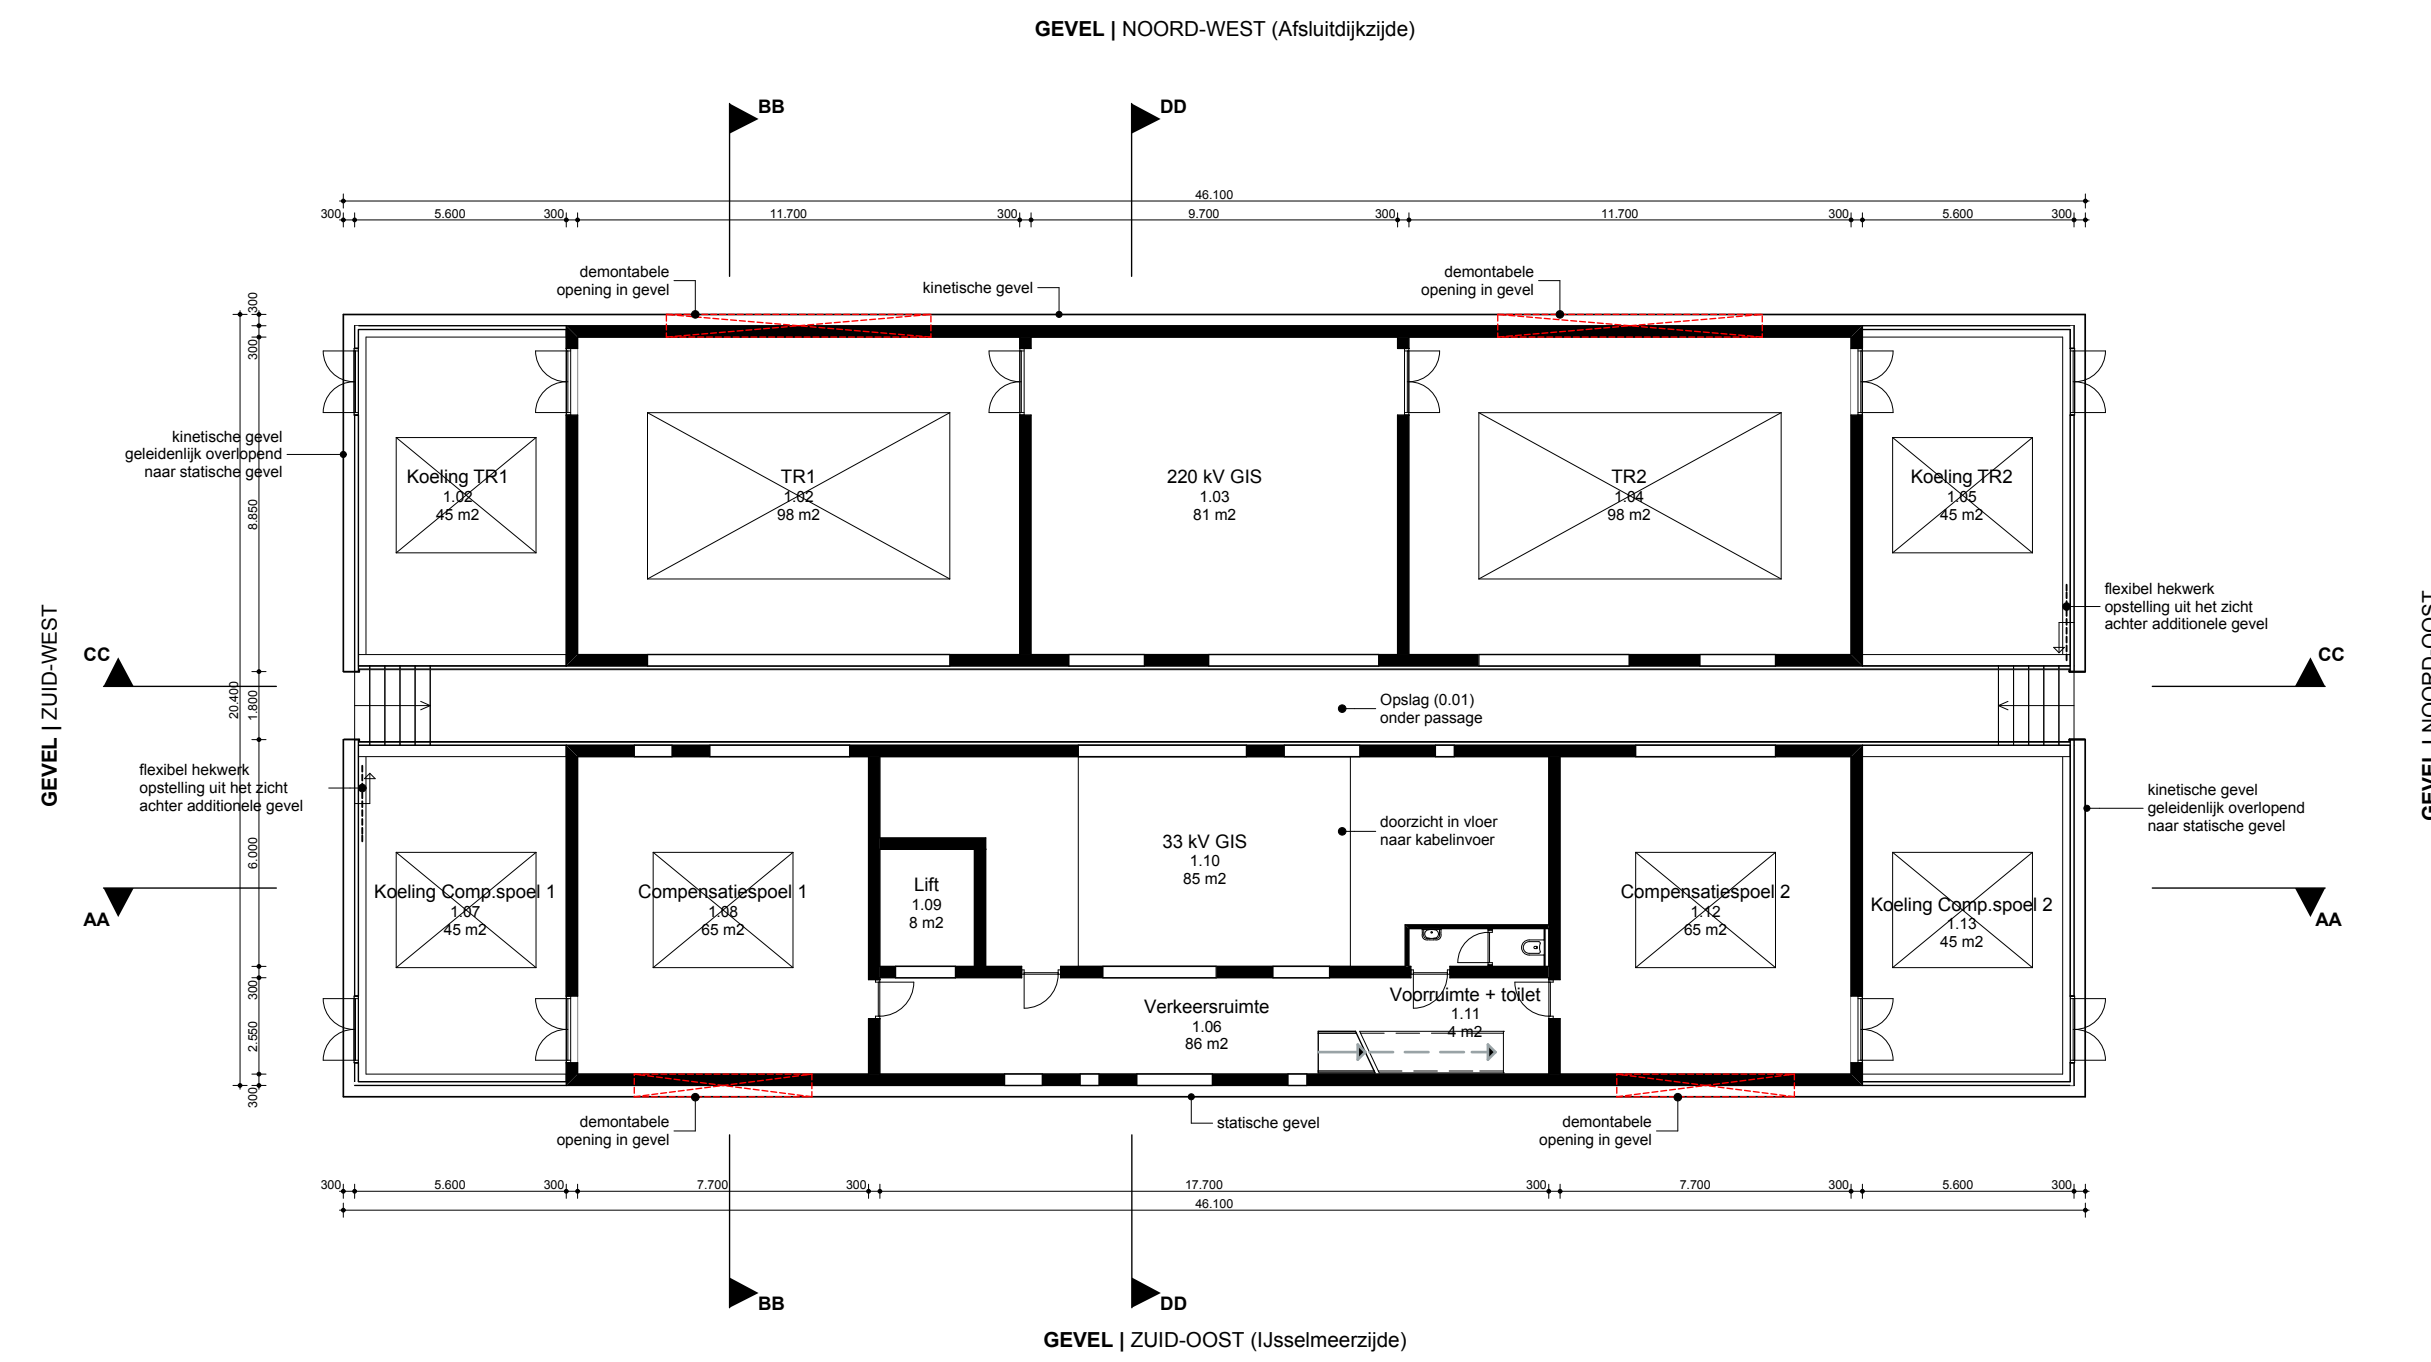 GEVEL | NOORD-WEST (Afsluitdijkzijde)
BB
DD
46.100
300 5.600 300 11.700 300 9.700 300 11.700 300 5.600 300
demontabele
opening in gevel
kinetische gevel
demontabele
opening in gevel
300
300
8.850
20.400
1.800
6.000
300
2.550
300
kinetische gevel
geleidenlijk overlopend
naar statische gevel
Koeling TR1
1.02
45 m2
TR1
1.02
98 m2
220 kV GIS
1.03
81 m2
TR2
1.04
98 m2
Koeling TR2
1.05
45 m2
flexibel hekwerk
opstelling uit het zicht
achter additionele gevel
GEVEL | ZUID-WEST
GEVEL | NOORD-OOST
CC
CC
Opslag (0.01)
onder passage
flexibel hekwerk
opstelling uit het zicht
achter additionele gevel
kinetische gevel
geleidenlijk overlopend
naar statische gevel
doorzicht in vloer
naar kabelinvoer
33 kV GIS
1.10
85 m2
Koeling Comp.spoel 1
1.07
45 m2
Compensatiespoel 1
1.08
65 m2
Lift
1.09
8 m2
Compensatiespoel 2
1.12
65 m2
Koeling Comp.spoel 2
1.13
45 m2
AA
AA
Verkeersruimte
1.06
86 m2
Voorruimte + toilet
1.11
4 m2
demontabele
opening in gevel
statische gevel
demontabele
opening in gevel
300 5.600 300 7.700 300 17.700 300 7.700 300 5.600 300
46.100
BB
DD
GEVEL | ZUID-OOST (IJsselmeerzijde)